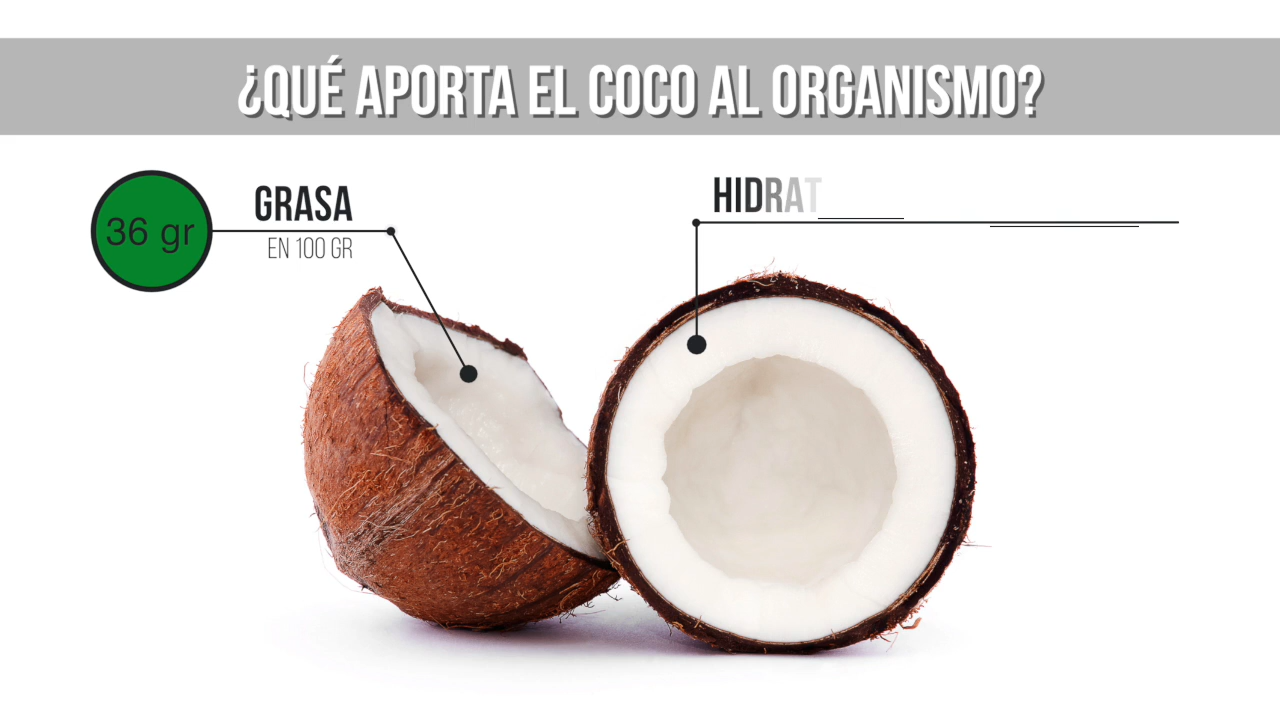 ¿QUÉ APORTA EL COCO AL ORGANISMO?
36 gr
GRASA
EN 100 GR
HIDRAT